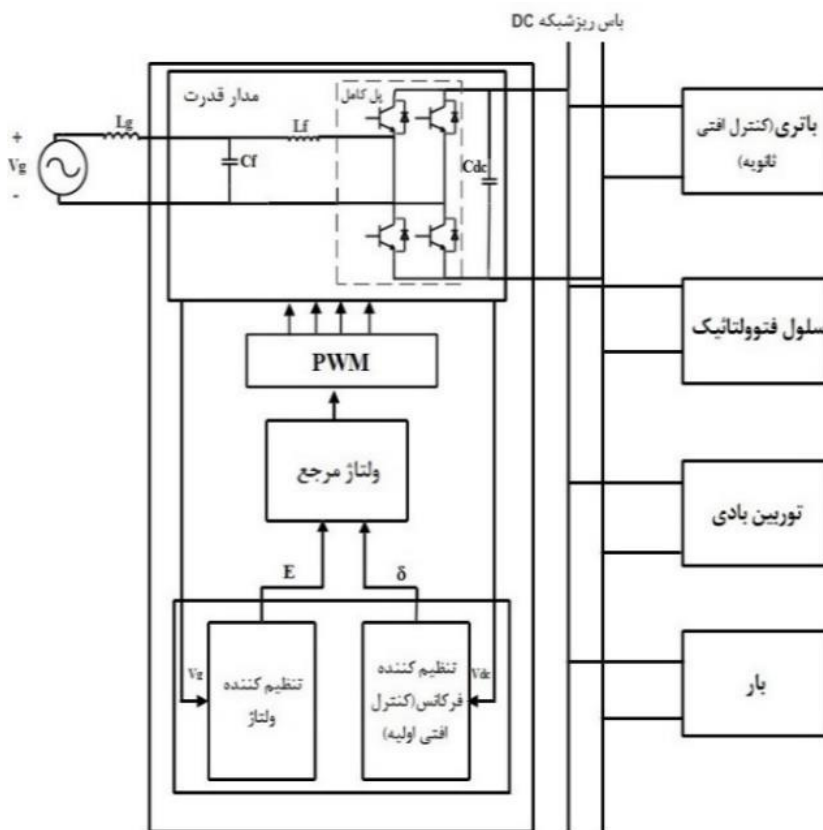 باس ریزشبکه DC
مدار قدرت
پل کامل
باتری(کنترل افتی
ثانویه)
Lg
Lf
+
Vg
-
Cf
Cdc
سلول فتوولتائیک
PWM
ولتاژ مرجع
توربین بادی
E
δ
Vg
تنظیم کننده
ولتاژ
تنظیم کننده
فرکانس(کنترل
افتی اولیه)
Vdc
بار